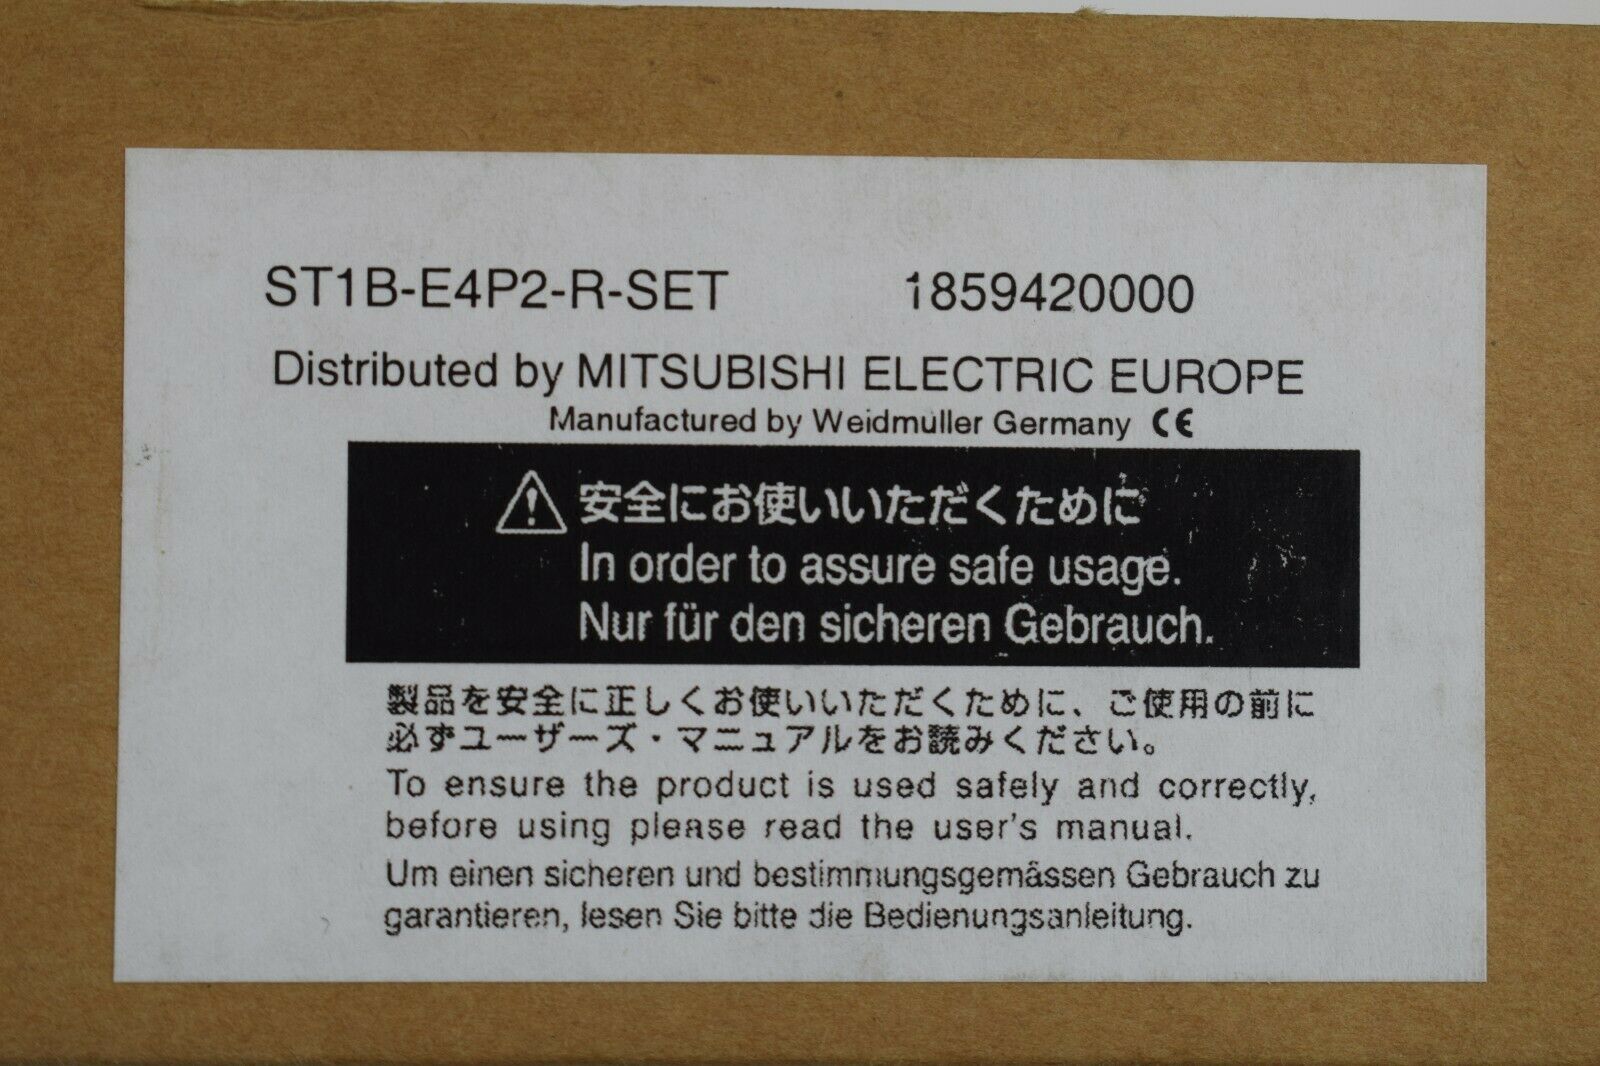 ST1B-E4P2-R-SET 1859420000
Distributed by MITSUBISHI ELECTRIC EUROPE
Manufactured by Weidmuller Germany CE
安全にお使いいただくために
In order to assure safe usage.
Nur für den sicheren Gebrauch.
製品を安全に正しくお使いいただくために、ご使用の前に
必ずユーザーズ・マニュアルをお読みください。
To ensure the product is used safely and correctly,
before using please read the user's manual.
Um einen sicheren und bestimmungsgemässen Gebrauch zu
garantieren, lesen Sie bitte die Bedienungsanleitung.